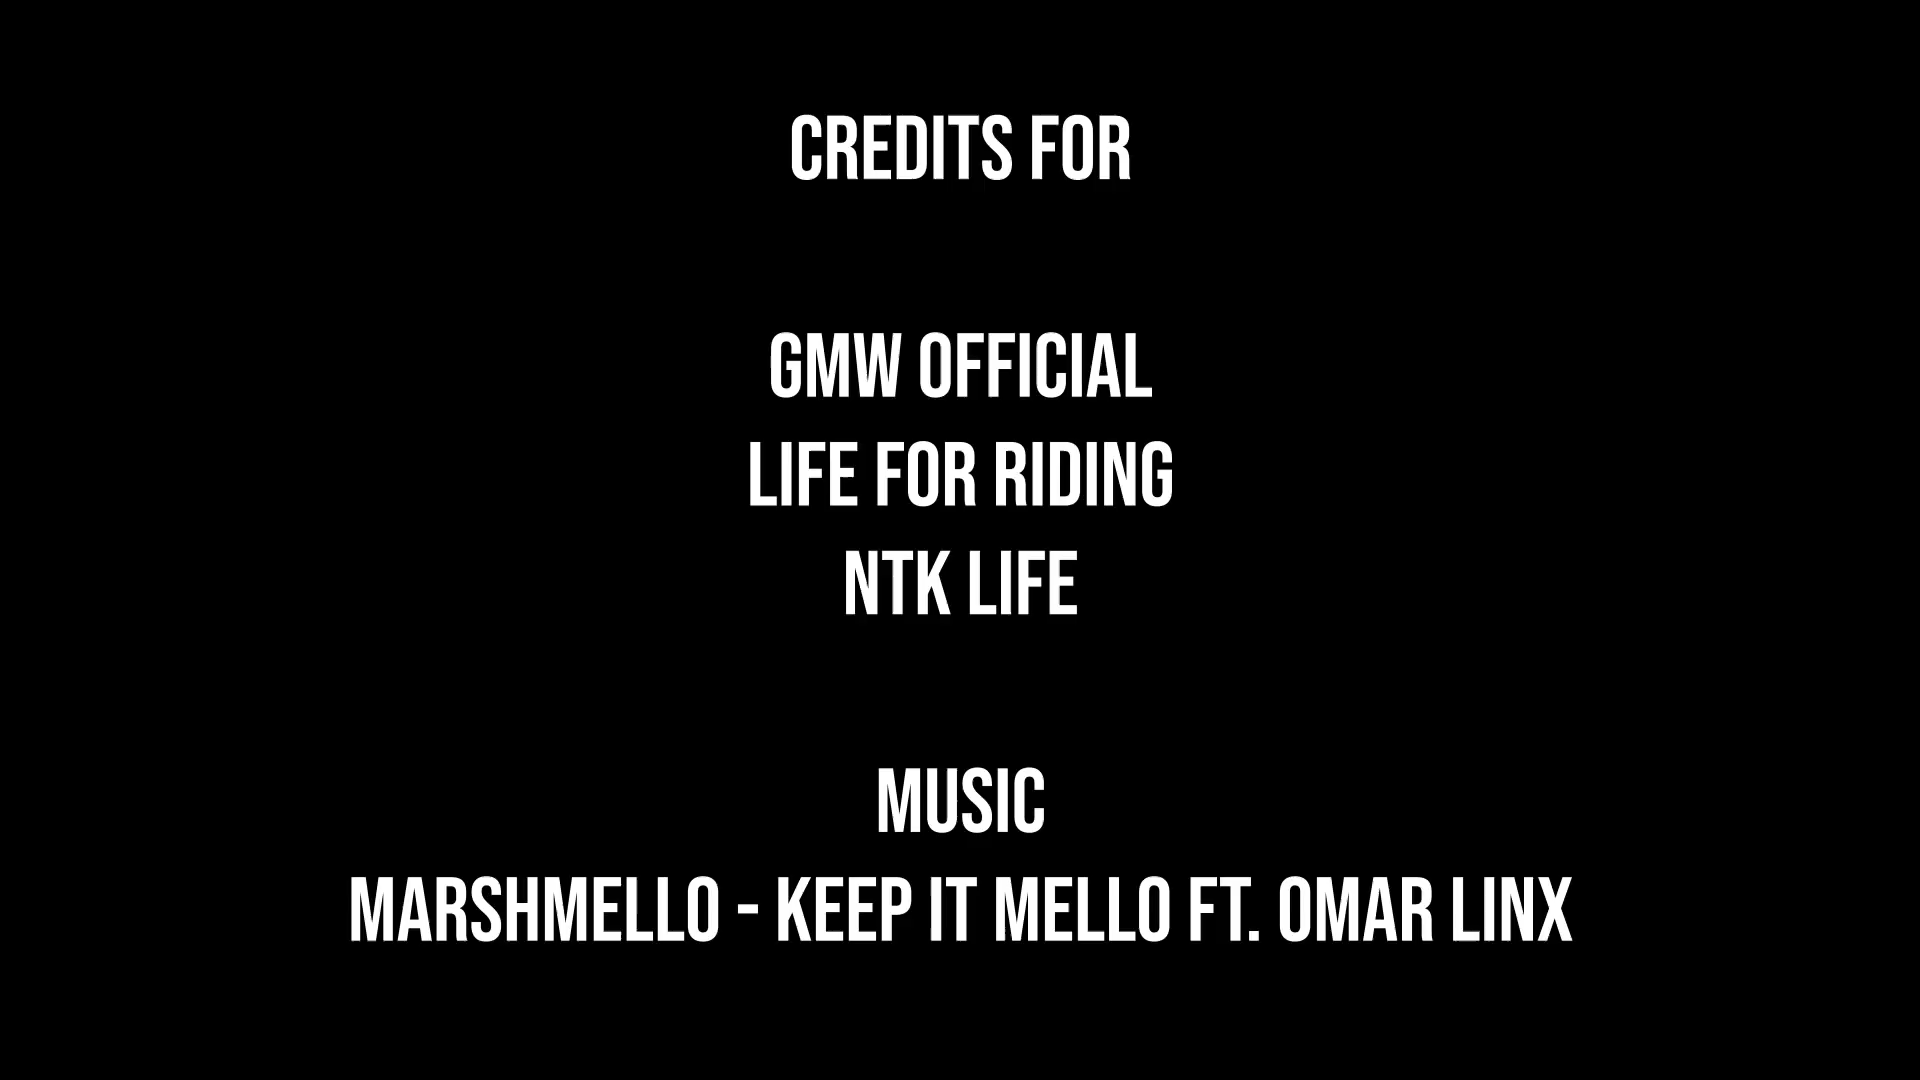 CREDITS FOR
GMW OFFICIAL
LIFE FOR RIDING
NTK LIFE
MUSIC
MARSHMELLO - KEEP IT MELLO FT. OMAR LINX